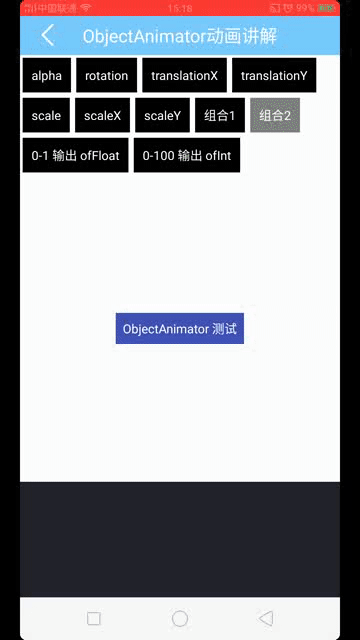 中国联通 15:18 99%
ObjectAnimator动画讲解
alpha rotation translationX translationY
scale scaleX scaleY 组合1 组合2
0-1 输出 ofFloat 0-100 输出 ofInt
ObjectAnimator 测试